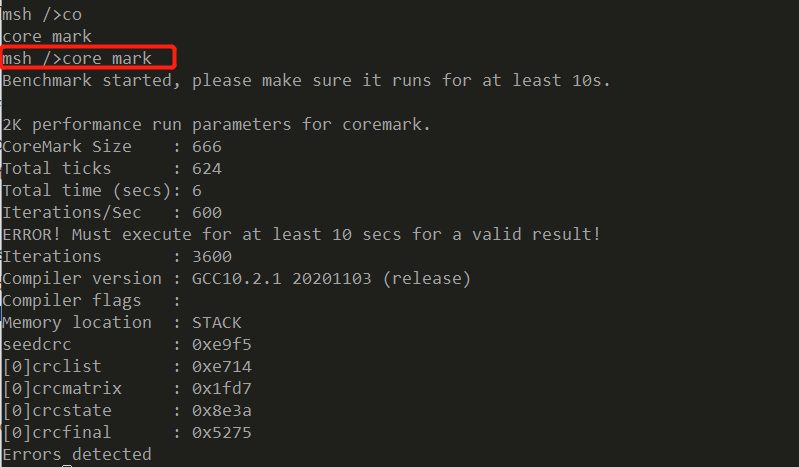 msh />co
core mark
msh />core mark
Benchmark started, please make sure it runs for at least 10s.
2K performance run parameters for coremark.
CoreMark Size    : 666
Total ticks      : 624
Total time (secs): 6
Iterations/Sec   : 600
ERROR! Must execute for at least 10 secs for a valid result!
Iterations       : 3600
Compiler version : GCC10.2.1 20201103 (release)
Compiler flags   :
Memory location  : STACK
seedcrc          : 0xe9f5
[0]crclist       : 0xe714
[0]crcmatrix     : 0x1fd7
[0]crcstate      : 0x8e3a
[0]crcfinal      : 0x5275
Errors detected